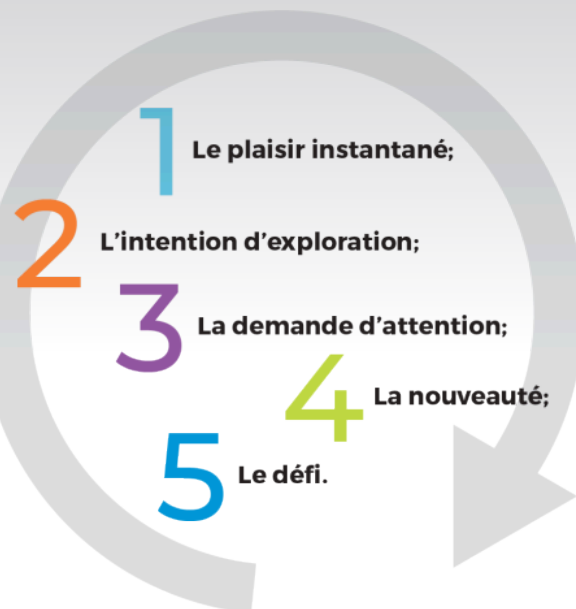 1 Le plaisir instantané;
2 L'intention d'exploration;
3 La demande d'attention;
4 La nouveauté;
5 Le défi.